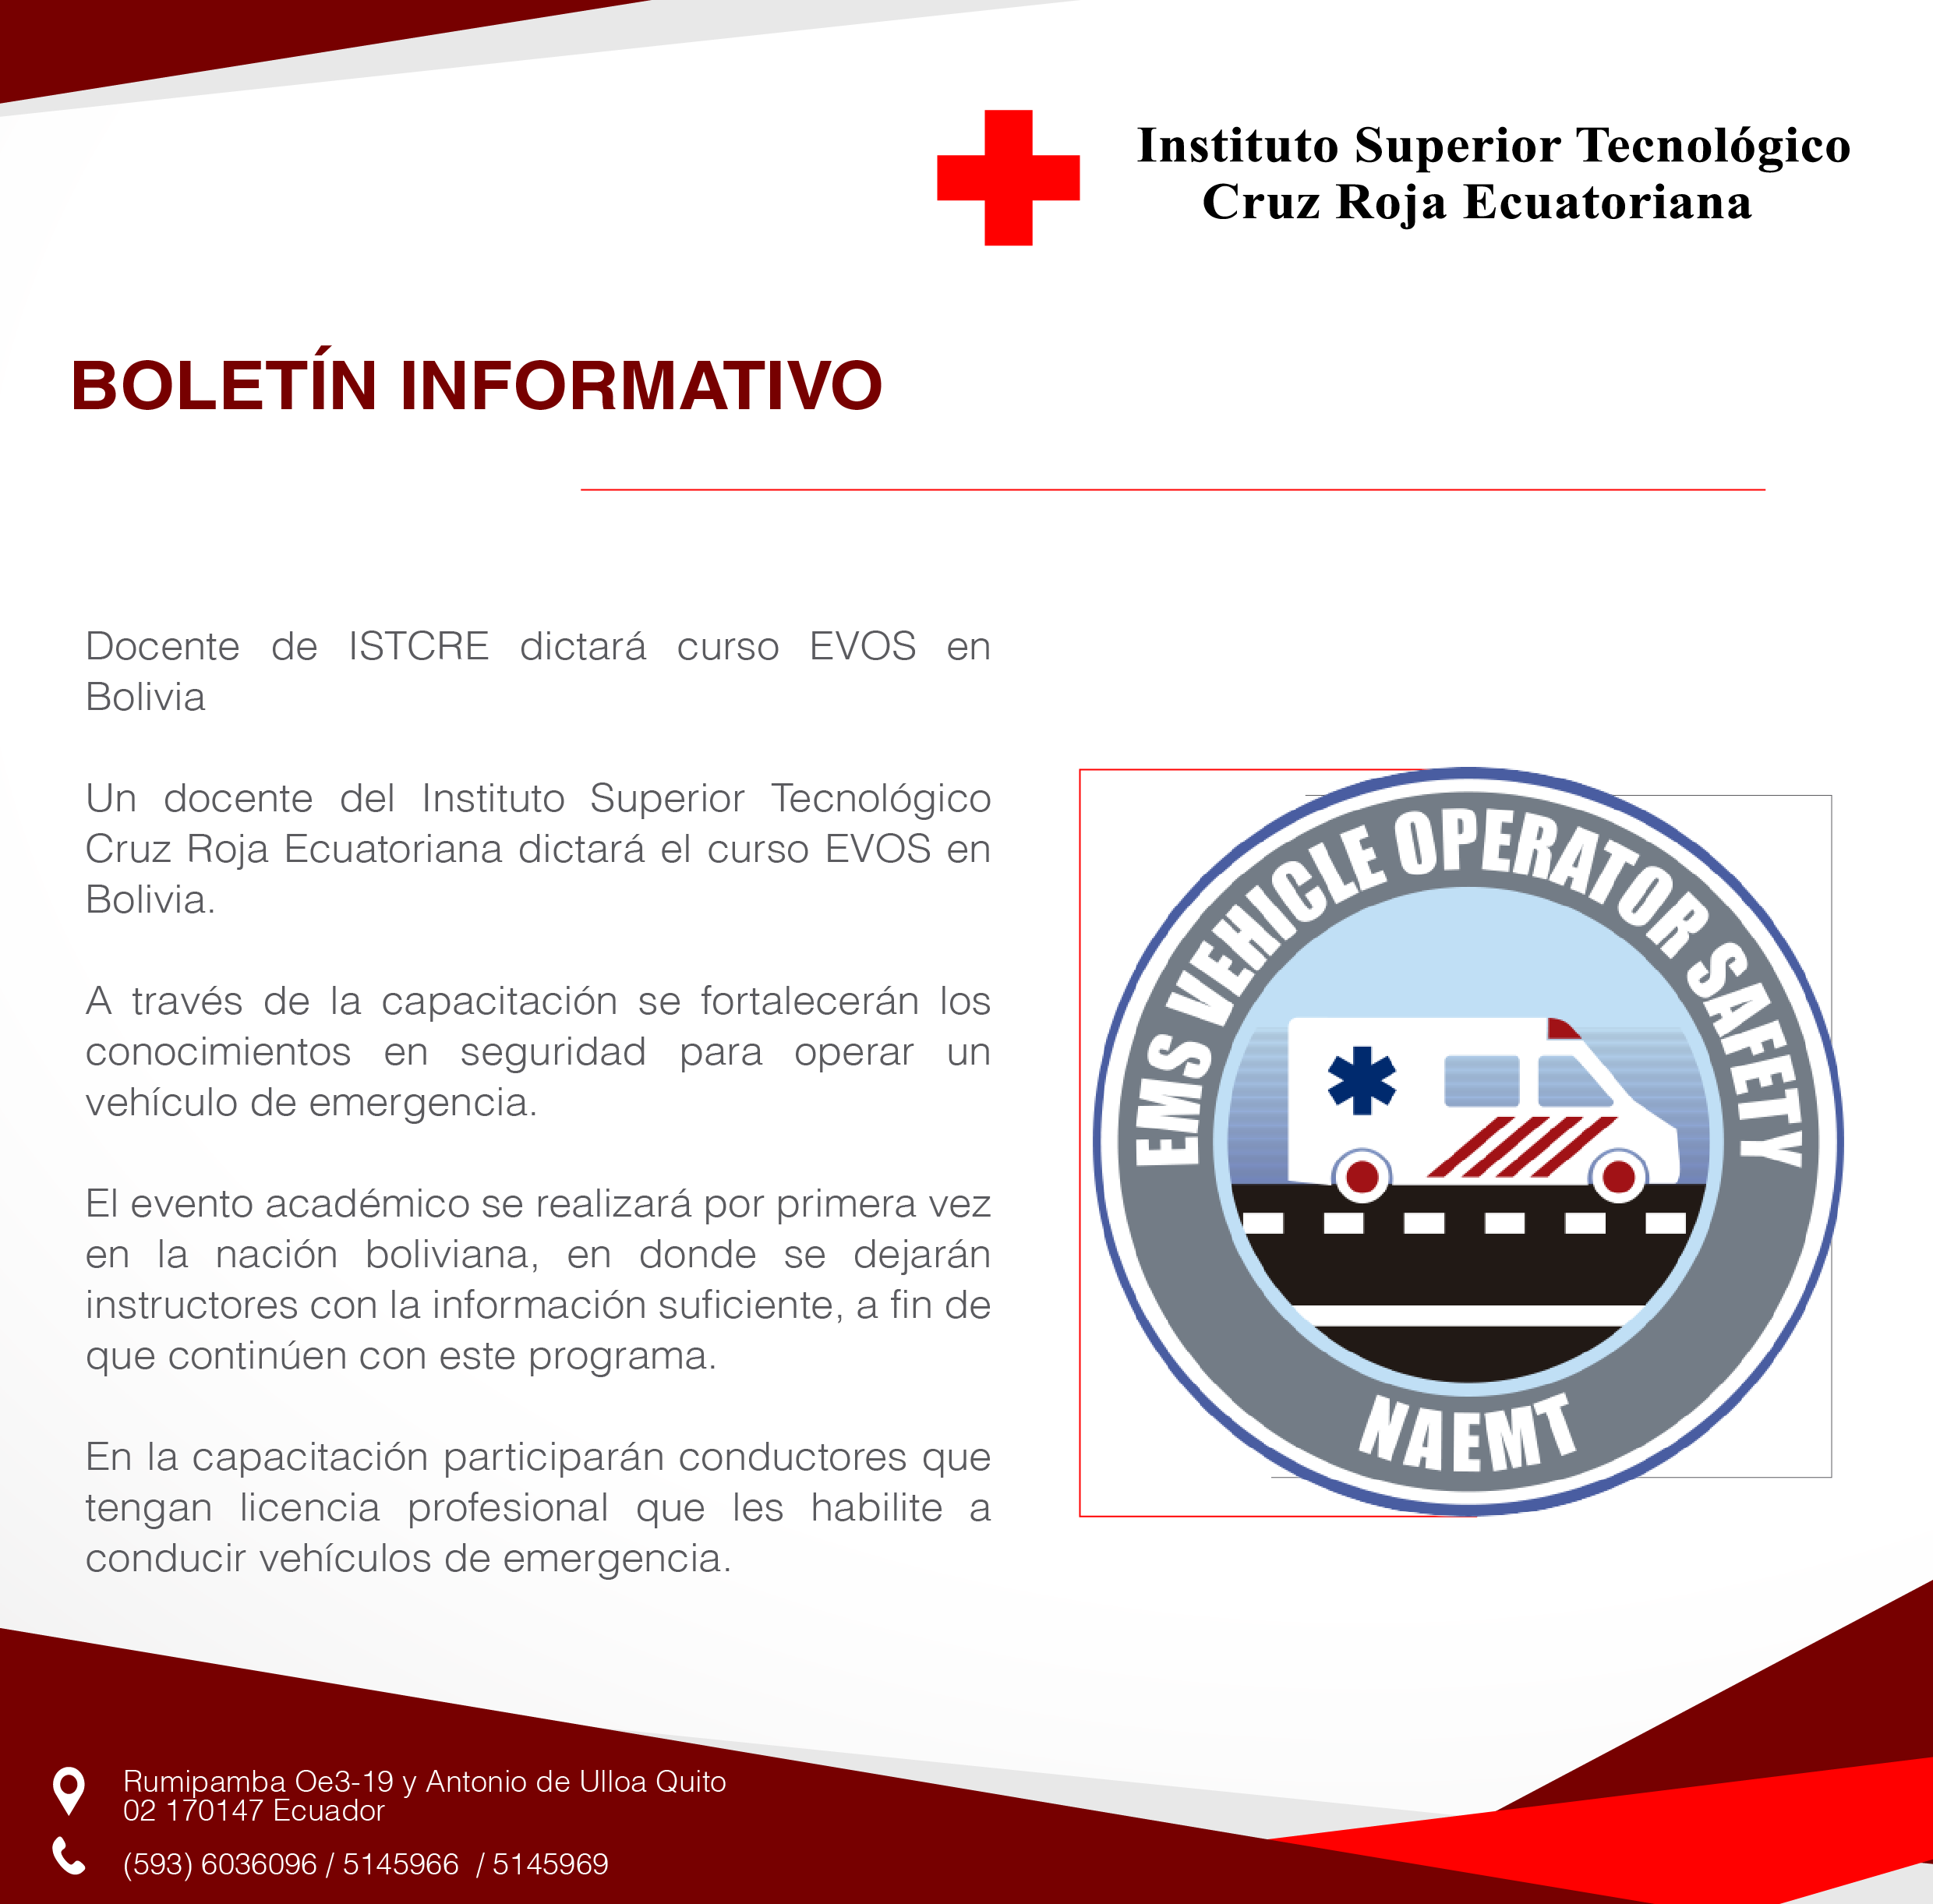 Instituto Superior Tecnológico
Cruz Roja Ecuatoriana
BOLETÍN INFORMATIVO
Docente de ISTCRE dictará curso EVOS en
Bolivia
Un docente del Instituto Superior Tecnológico
Cruz Roja Ecuatoriana dictará el curso EVOS en
Bolivia.
A través de la capacitación se fortalecerán los
conocimientos en seguridad para operar un
vehículo de emergencia.
El evento académico se realizará por primera vez
en la nación boliviana, en donde se dejarán
instructores con la información suficiente, a fin de
que continúen con este programa.
En la capacitación participarán conductores que
tengan licencia profesional que les habilite a
conducir vehículos de emergencia.
EMS VEHICLE OPERATOR SAFETY
NAEMT
Rumipamba Oe3-19 y Antonio de Ulloa Quito
02 170147 Ecuador
(593) 6036096 / 5145966 / 5145969